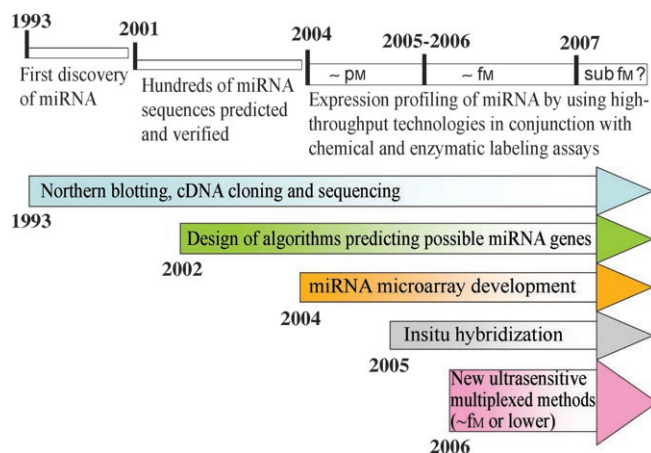 1993
2001
2004
2005-2006
2007
~ pM
~ fM
sub fM ?
First discovery
of miRNA
Hundreds of miRNA
sequences predicted
and verified
Expression profiling of miRNA by using high-
throughput technologies in conjunction with
chemical and enzymatic labeling assays
Northern blotting, cDNA cloning and sequencing
1993
Design of algorithms predicting possible miRNA genes
2002
miRNA microarray development
2004
Insitu hybridization
2005
New ultrasensitive
multiplexed methods
(~fM or lower)
2006